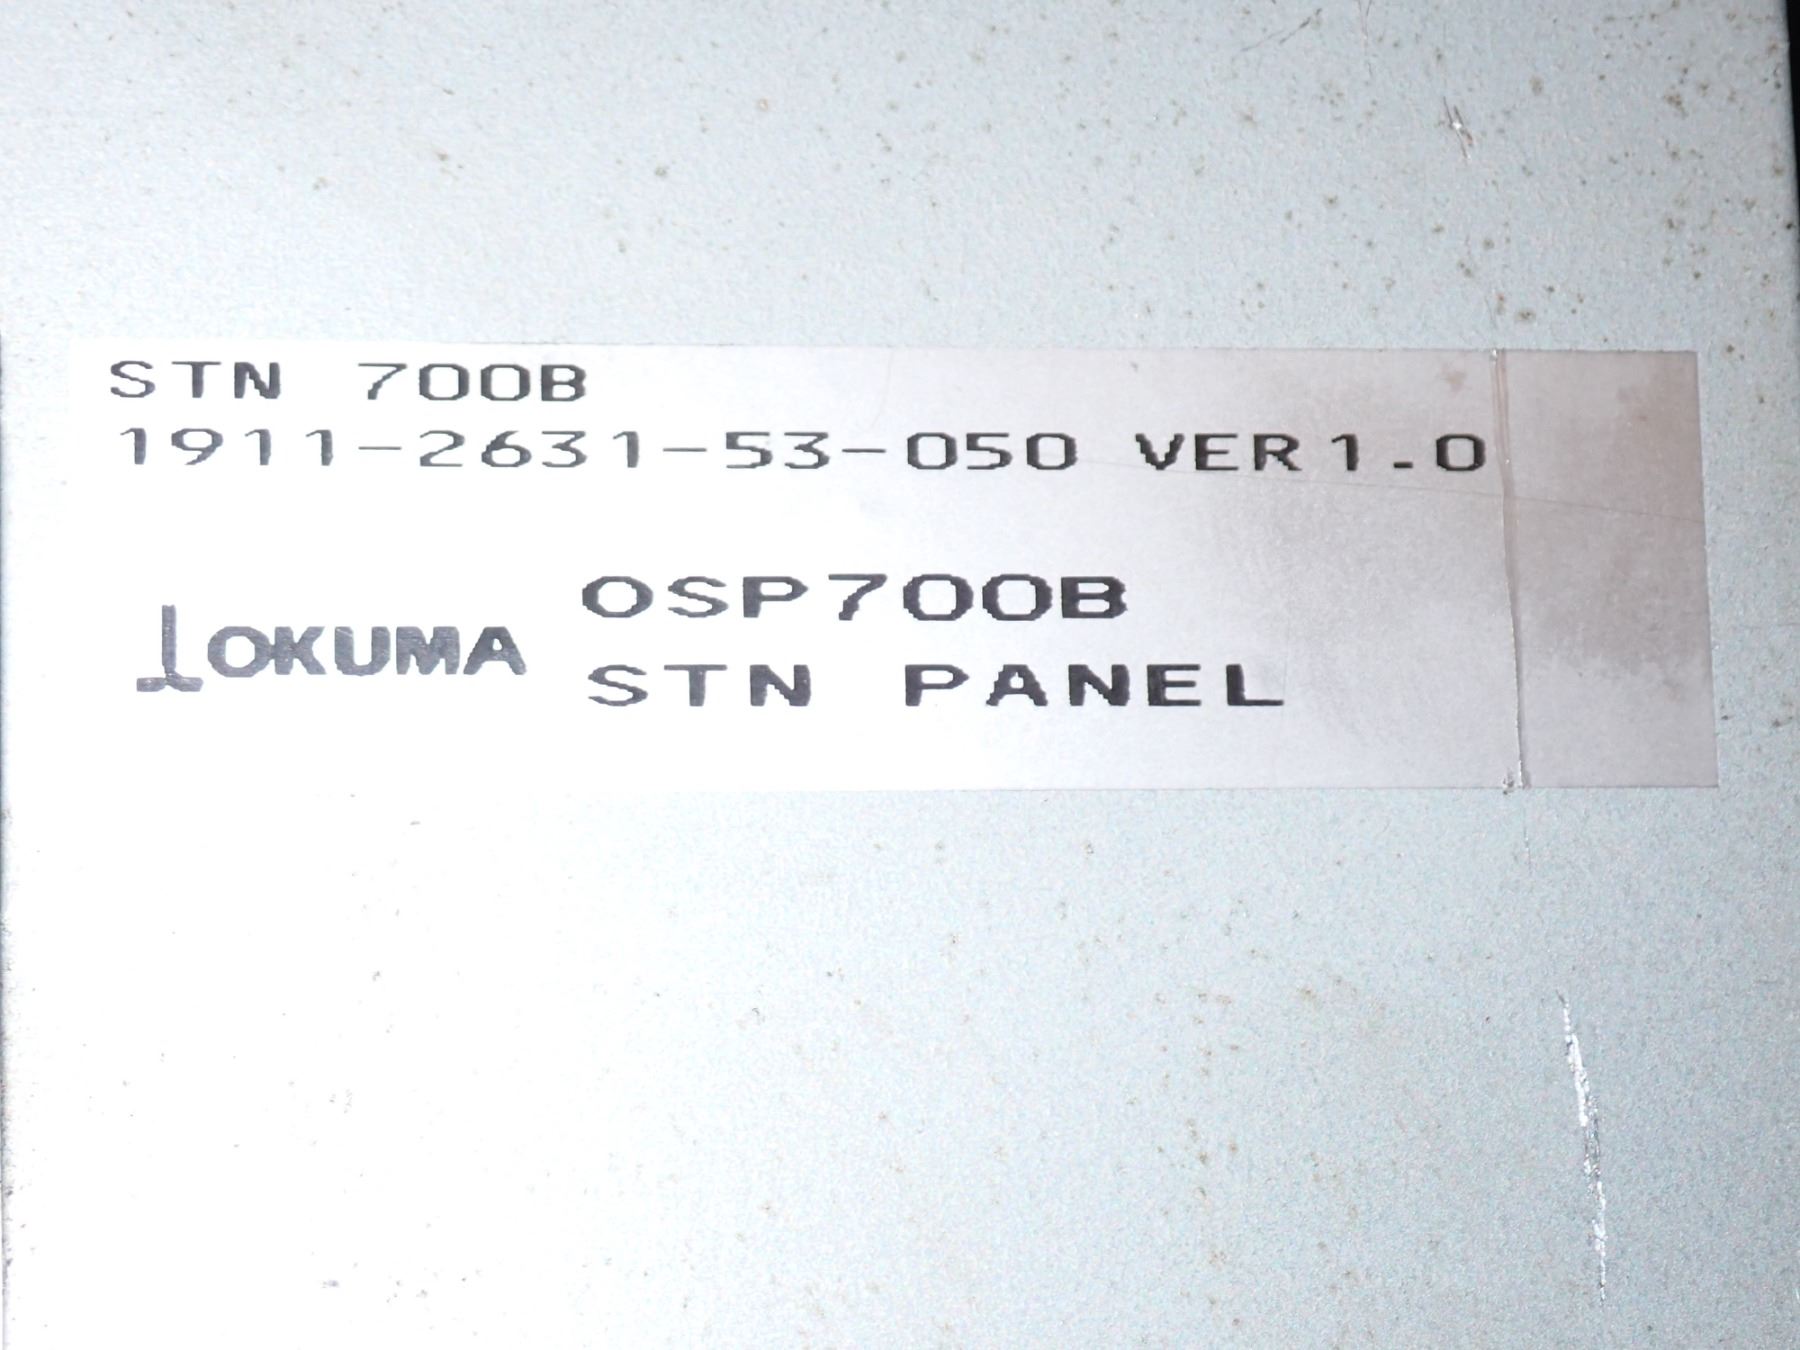 STN 700B
1911-2631-53-050 VER1.0
OKUMA
OSP700B
STN PANEL